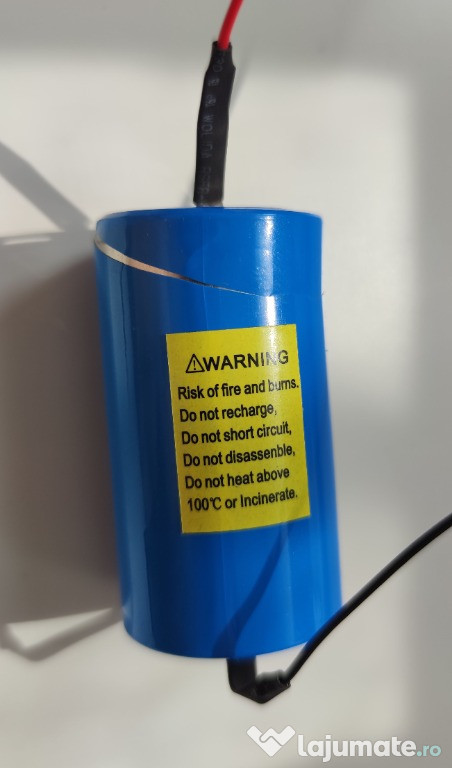 ⚠WARNING
Risk of fire and burns.
Do not recharge,
Do not short circuit,
Do not disassenble,
Do not heat above
100℃ or Incinerate.
lajumate.ro